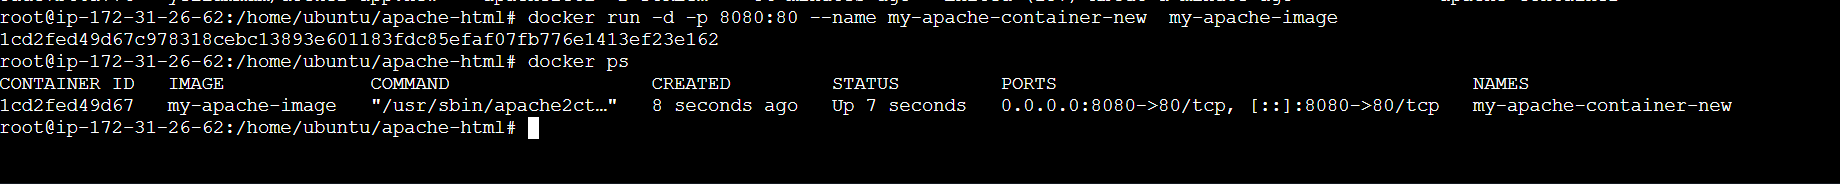 root@ip-172-31-26-62:/home/ubuntu/apache-html# docker run -d -p 8080:80 --name my-apache-container-new  my-apache-image
1cd2fed49d67c978318cebc13893e601183fdc85efaf07fb776e1413ef23e162
root@ip-172-31-26-62:/home/ubuntu/apache-html# docker ps
CONTAINER ID   IMAGE             COMMAND                  CREATED         STATUS         PORTS                                     NAMES
1cd2fed49d67   my-apache-image   "/usr/sbin/apache2ct…"   8 seconds ago   Up 7 seconds   0.0.0.0:8080->80/tcp, [::]:8080->80/tcp   my-apache-container-new
root@ip-172-31-26-62:/home/ubuntu/apache-html#